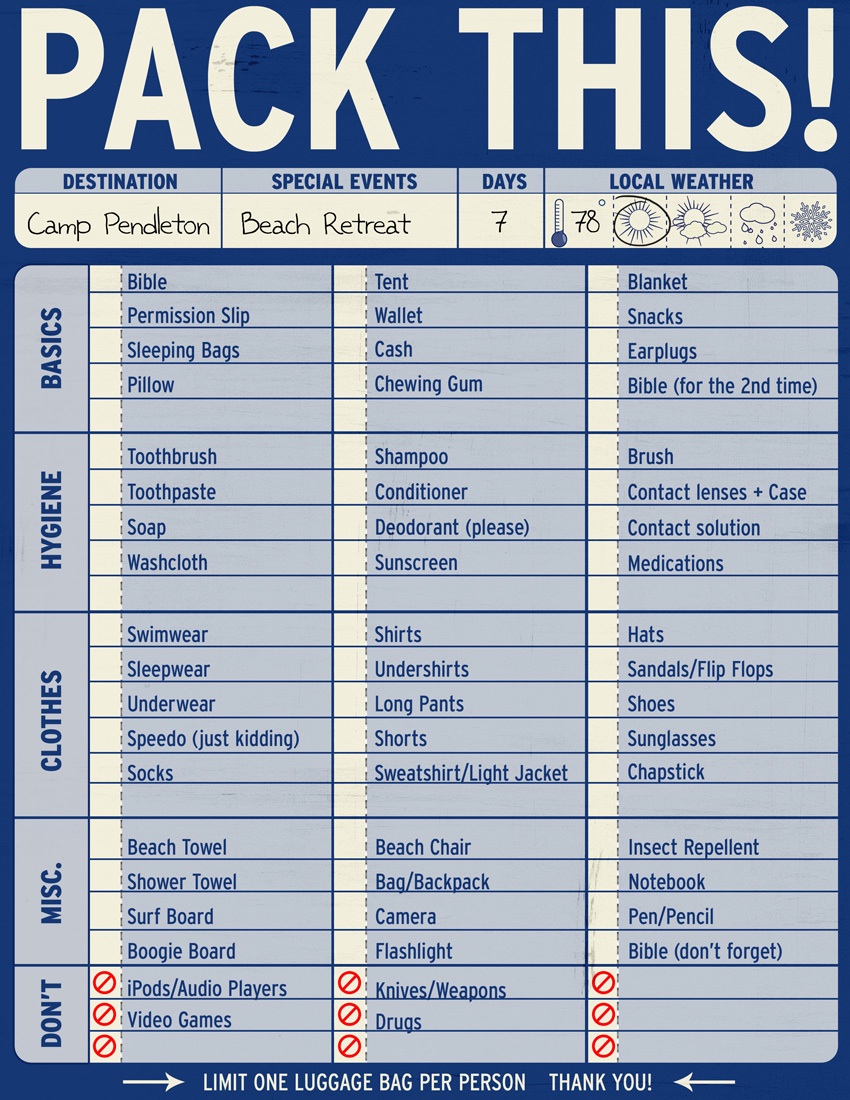 PACK THIS!
DESTINATION SPECIAL EVENTS DAYS LOCAL WEATHER
Camp Pendleton Beach Retreat 7 78°
BASICS
Bible Tent Blanket
Permission Slip Wallet Snacks
Sleeping Bags Cash Earplugs
Pillow Chewing Gum Bible (for the 2nd time)
HYGIENE
Toothbrush Shampoo Brush
Toothpaste Conditioner Contact lenses + Case
Soap Deodorant (please) Contact solution
Washcloth Sunscreen Medications
CLOTHES
Swimwear Shirts Hats
Sleepwear Undershirts Sandals/Flip Flops
Underwear Long Pants Shoes
Speedo (just kidding) Shorts Sunglasses
Socks Sweatshirt/Light Jacket Chapstick
MISC.
Beach Towel Beach Chair Insect Repellent
Shower Towel Bag/Backpack Notebook
Surf Board Camera Pen/Pencil
Boogie Board Flashlight Bible (don't forget)
DON'T
iPods/Audio Players Knives/Weapons
Video Games Drugs
LIMIT ONE LUGGAGE BAG PER PERSON THANK YOU!